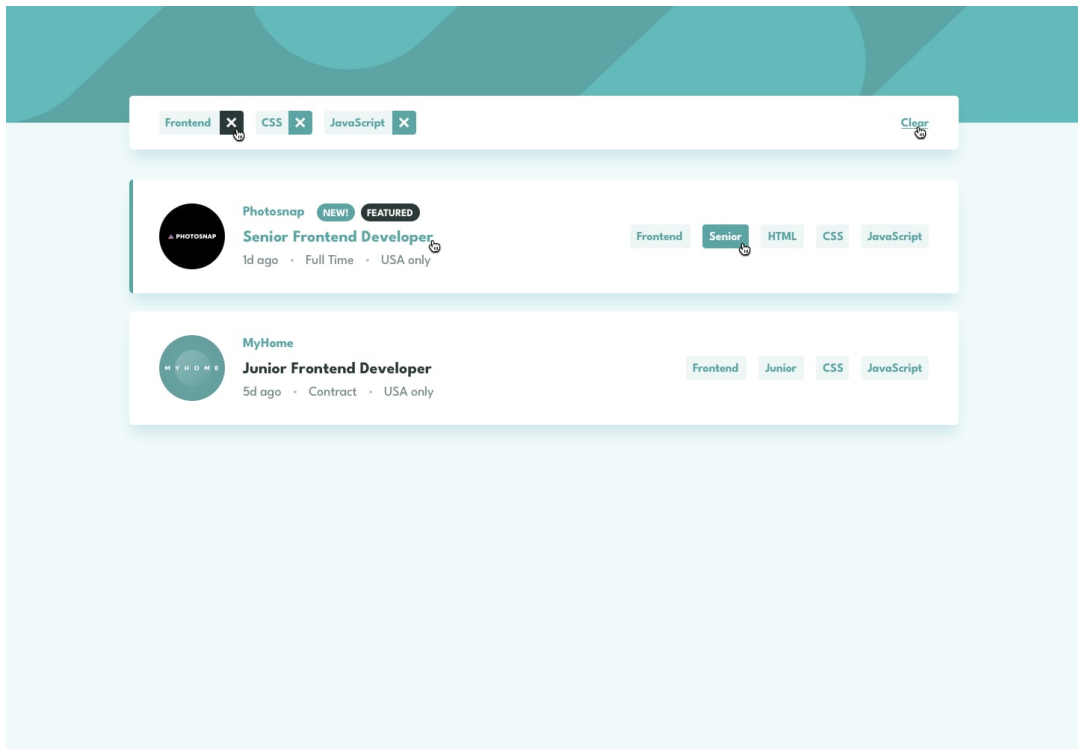 Frontend CSS JavaScript Clear
Photosnap NEW! FEATURED
PHOTOSNAP
Senior Frontend Developer
Frontend Senior HTML CSS JavaScript
1d ago • Full Time • USA only
MyHome
MYHOME
Junior Frontend Developer
Frontend Junior CSS JavaScript
5d ago • Contract • USA only